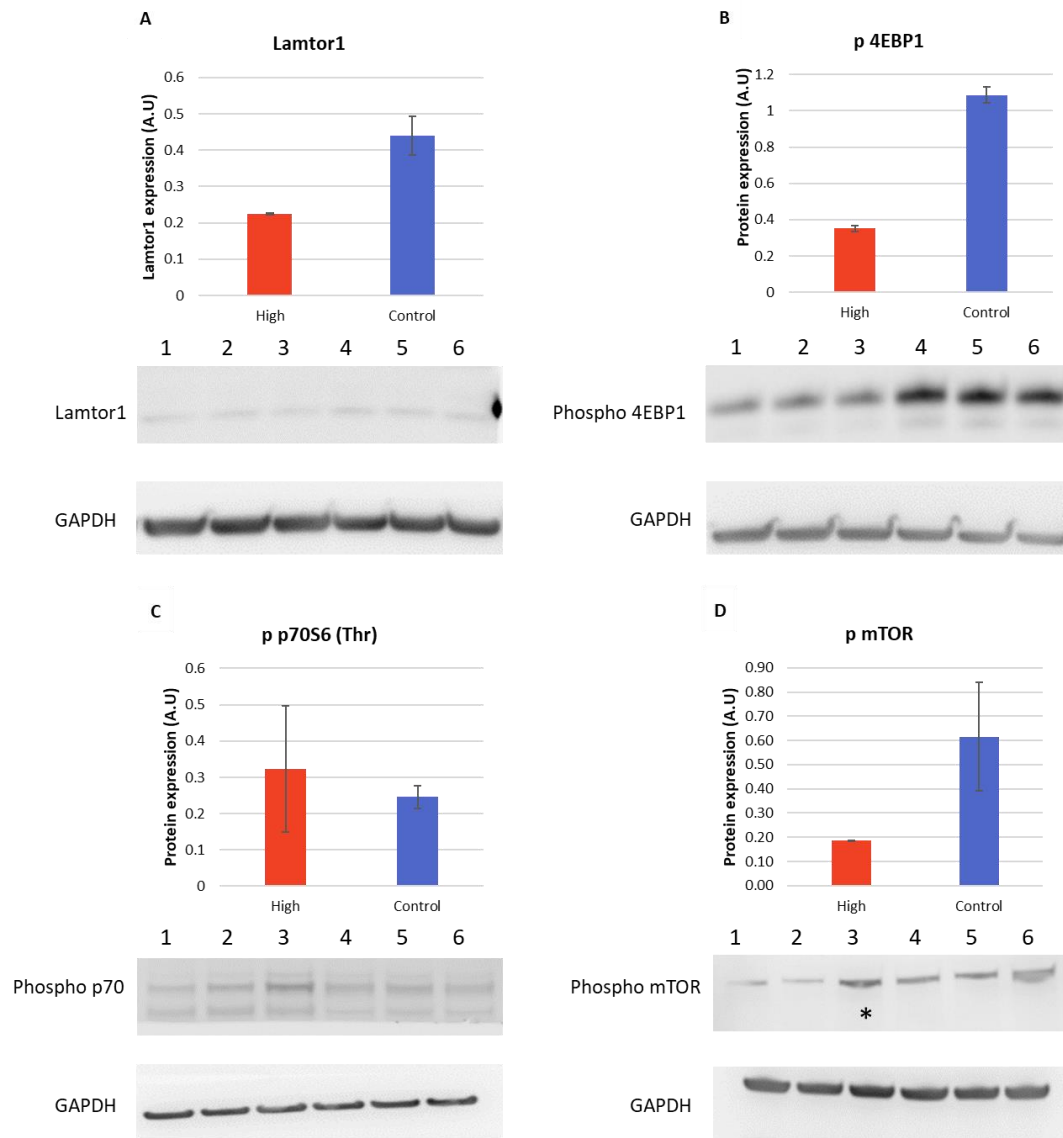 A
Lamtor1
Lamtor1 expression (A.U)
0.6
0.5
0.4
0.3
0.2
0.1
0
High Control
1 2 3 4 5 6
Lamtor1
GAPDH
B
p 4EBP1
Protein expression (A.U)
1.2
1
0.8
0.6
0.4
0.2
0
High Control
1 2 3 4 5 6
Phospho 4EBP1
GAPDH
C
p p70S6 (Thr)
Protein expression (A.U)
0.6
0.5
0.4
0.3
0.2
0.1
0
High Control
1 2 3 4 5 6
Phospho p70
GAPDH
D
p mTOR
Protein expression (A.U)
0.90
0.80
0.70
0.60
0.50
0.40
0.30
0.20
0.10
0.00
High Control
1 2 3 4 5 6
Phospho mTOR
*
GAPDH